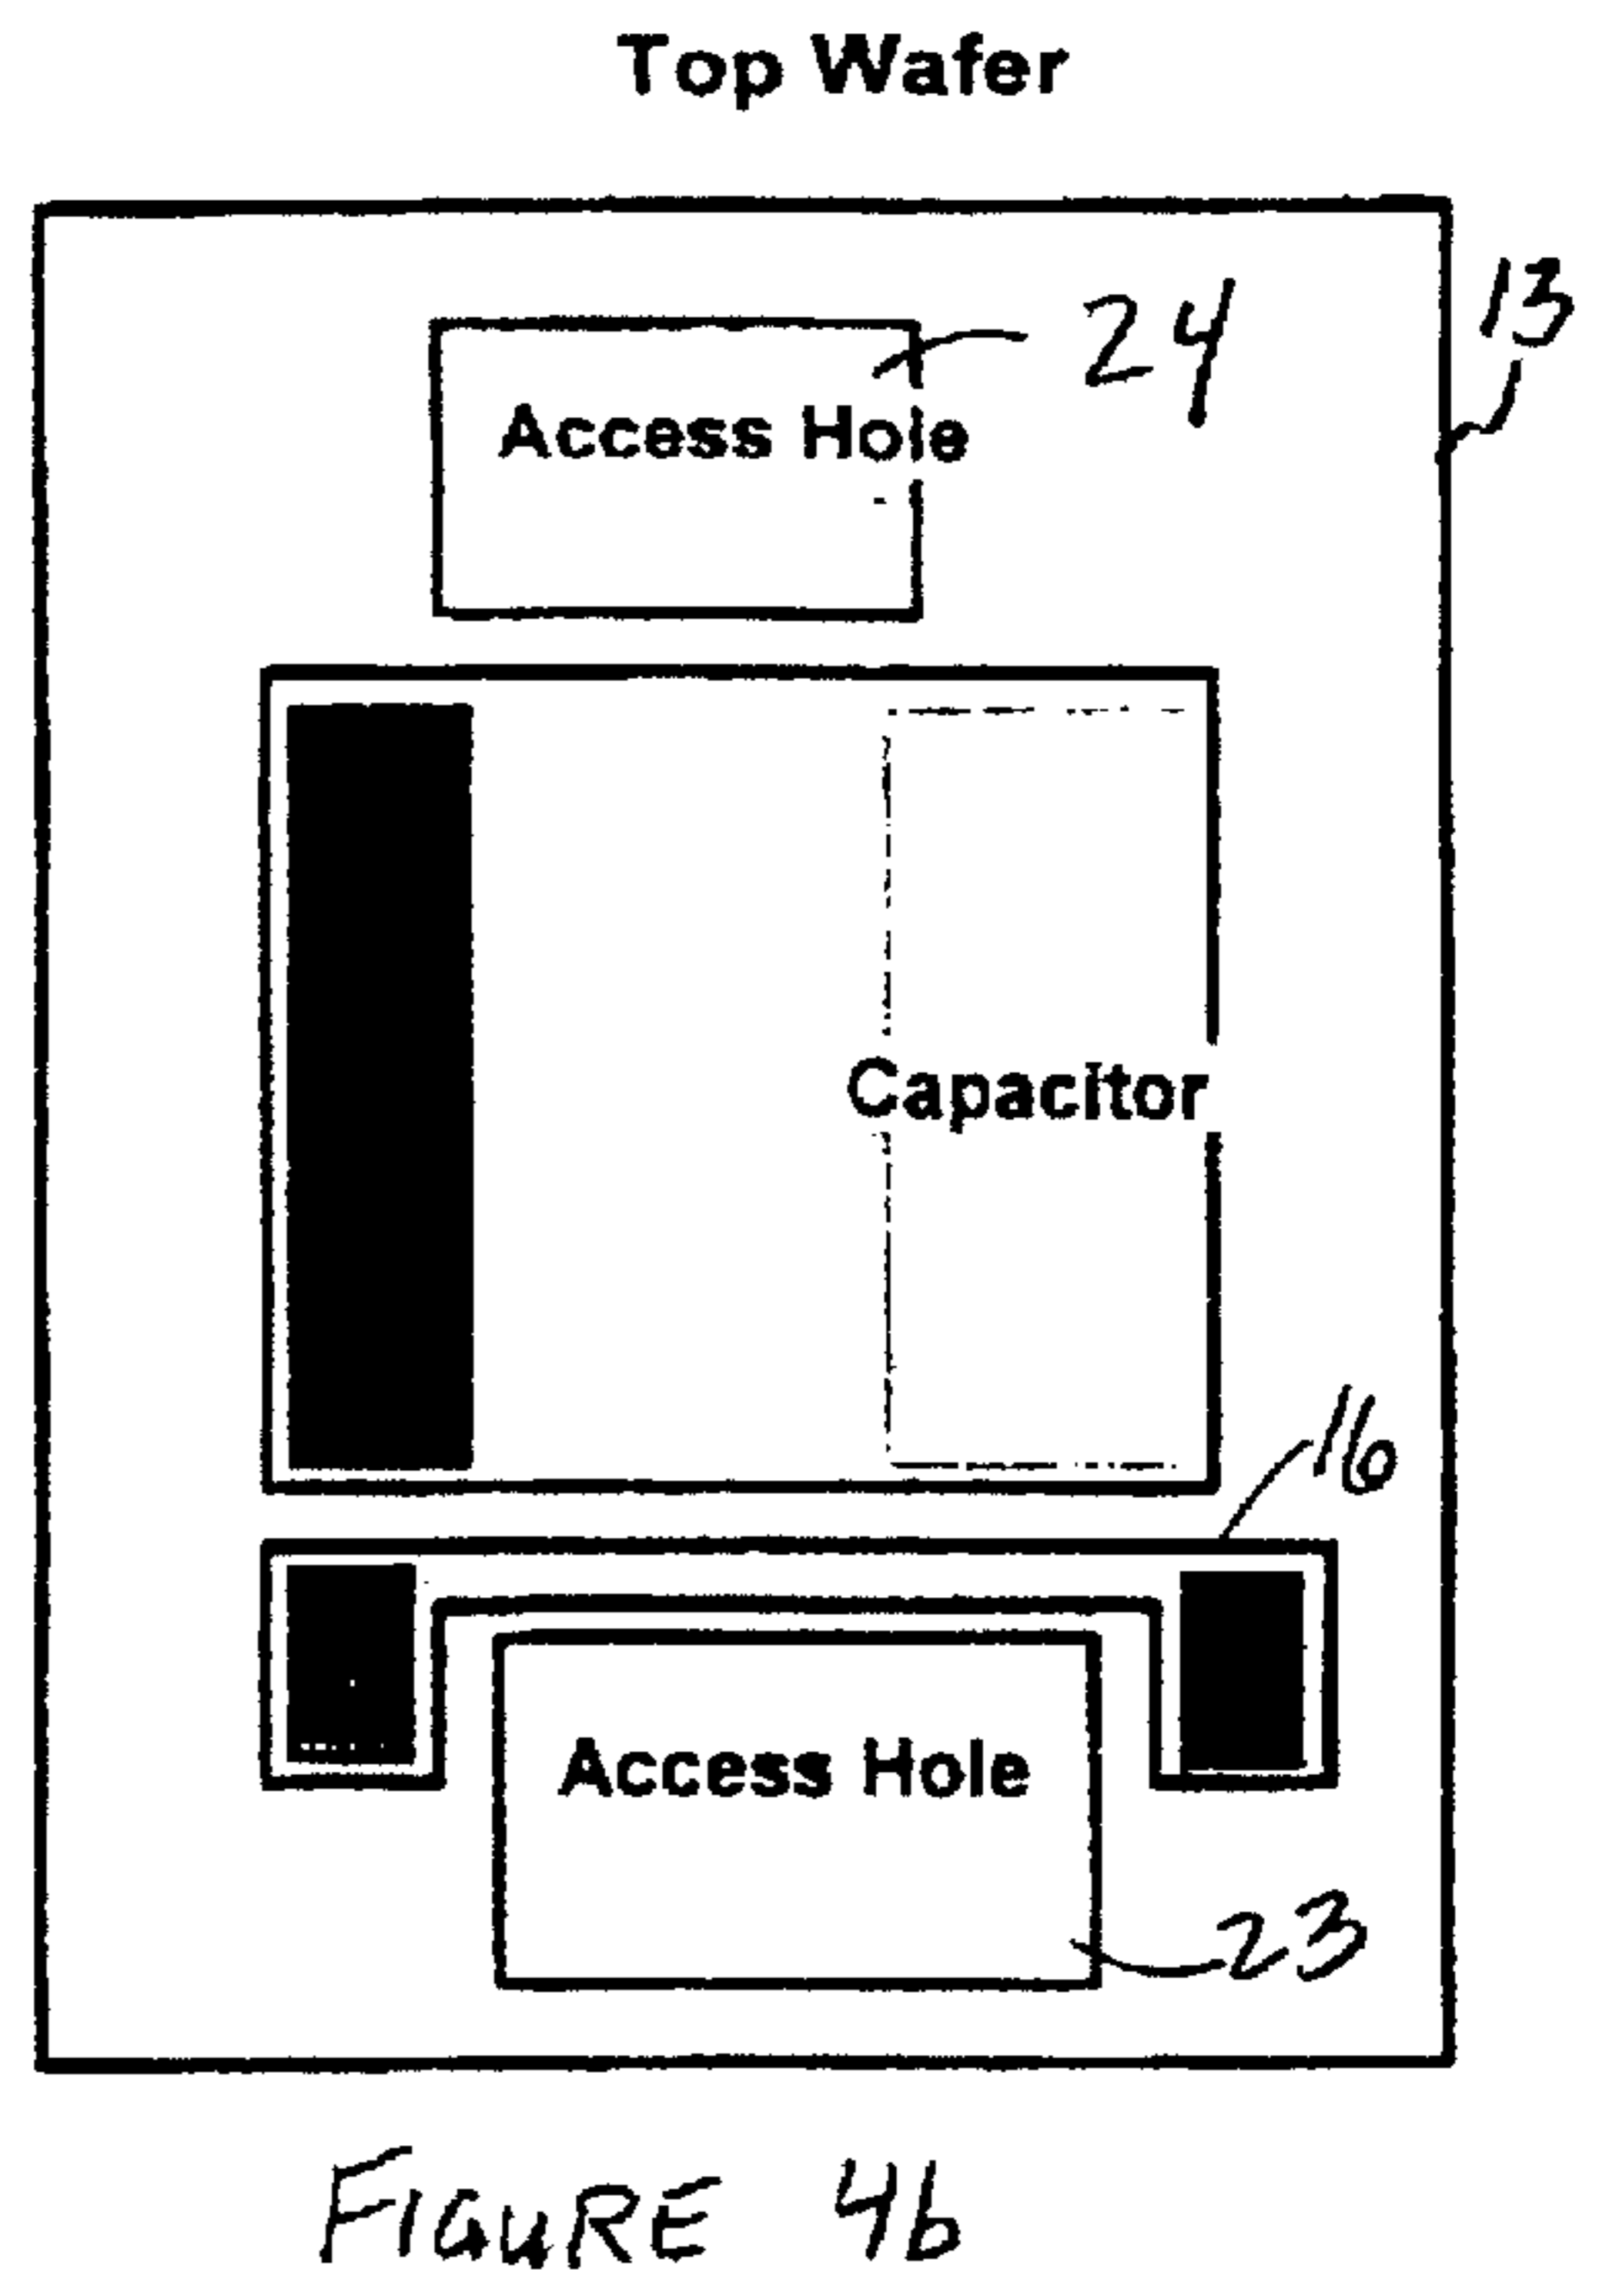 Top Wafer
13
24
Access Hole
Capacitor
16
Access Hole
23
FIGURE 4b